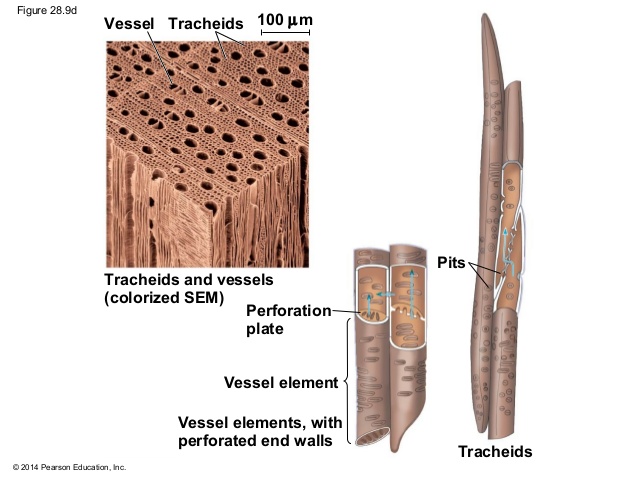 Figure 28.9d
Vessel Tracheids 100 μm
Tracheids and vessels
(colorized SEM)
Pits
Perforation
plate
Vessel element
Vessel elements, with
perforated end walls
Tracheids
© 2014 Pearson Education, Inc.